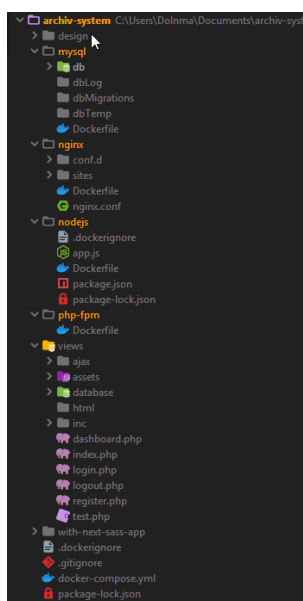 archiv-system C:\Users\Dolnma\Documents\archiv-syst
design
mysql
db
dbLog
dbMigrations
dbTemp
Dockerfile
nginx
conf.d
sites
Dockerfile
nginx.conf
nodejs
.dockerignore
app.js
Dockerfile
package.json
package-lock.json
php-fpm
Dockerfile
views
ajax
assets
database
html
inc
dashboard.php
index.php
login.php
logout.php
register.php
test.php
with-next-sass-app
.dockerignore
.gitignore
docker-compose.yml
package-lock.json